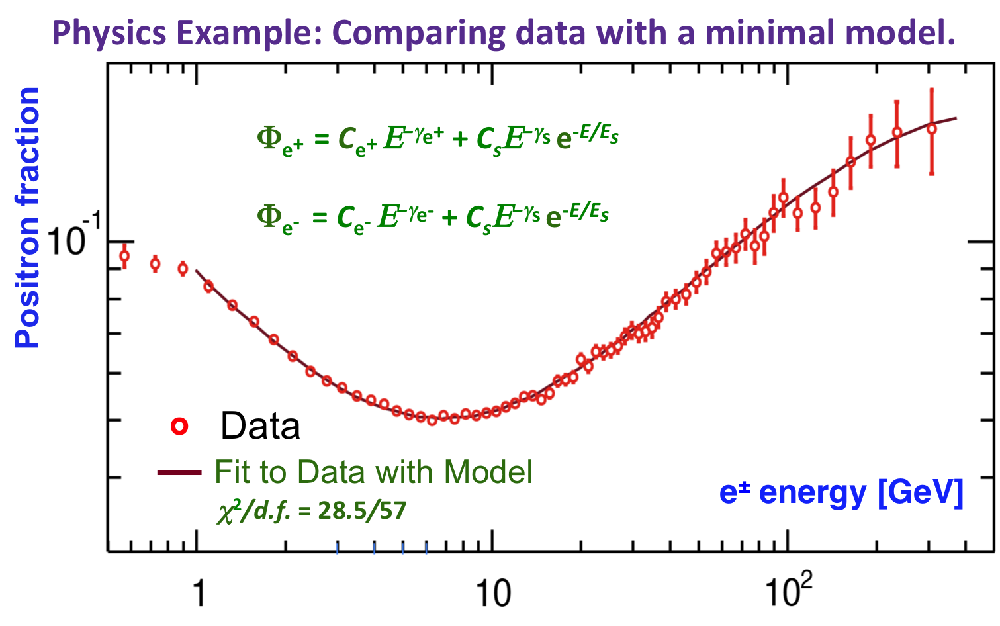 Physics Example: Comparing data with a minimal model.
Positron fraction
Φe⁺ = Ce⁺ E^−γe⁺ + CsE^−γs e^-E/Es
Φe⁻ = Ce⁻ E^−γe⁻ + CsE^−γs e^-E/Es
10⁻¹
Data
Fit to Data with Model
χ²/d.f. = 28.5/57
e± energy [GeV]
1 10 10²